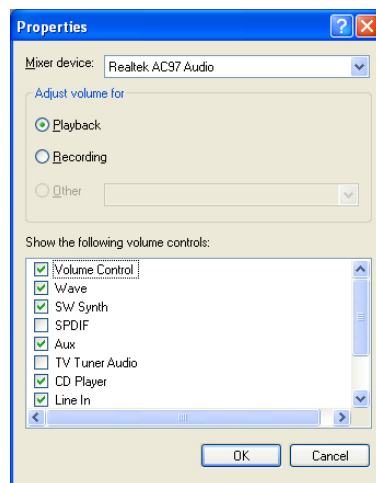 Properties
Mixer device: Realtek AC97 Audio
Adjust volume for
Playback
Recording
Other
Show the following volume controls:
Volume Control
Wave
SW Synth
SPDIF
Aux
TV Tuner Audio
CD Player
Line In
OK Cancel